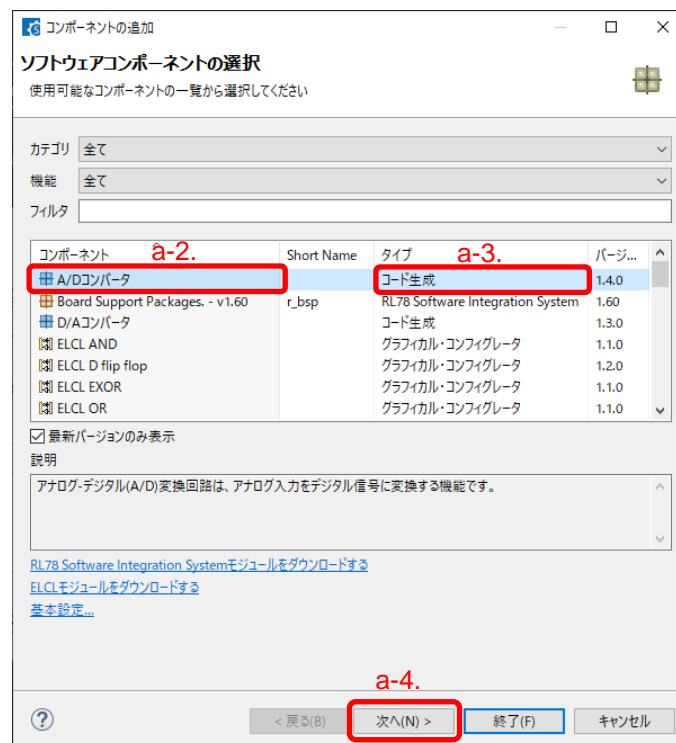 コンポーネントの追加
ソフトウェアコンポーネントの選択
使用可能なコンポーネントの一覧から選択してください
カテゴリ 全て
機能 全て
フィルタ
a-2. a-3.
コンポーネント Short Name タイプ バージ...
A/Dコンバータ コード生成 1.4.0
Board Support Packages. - v1.60 r_bsp RL78 Software Integration System 1.60
D/Aコンバータ コード生成 1.3.0
ELCL AND グラフィカル・コンフィグレータ 1.1.0
ELCL D flip flop グラフィカル・コンフィグレータ 1.2.0
ELCL EXOR グラフィカル・コンフィグレータ 1.1.0
ELCL OR グラフィカル・コンフィグレータ 1.1.0
最新バージョンのみ表示
説明
アナログ-デジタル(A/D)変換回路は、アナログ入力をデジタル信号に変換する機能です。
RL78 Software Integration Systemモジュールをダウンロードする
ELCLモジュールをダウンロードする
基本設定...
a-4.
< 戻る(B) 次へ(N) > 終了(F) キャンセル